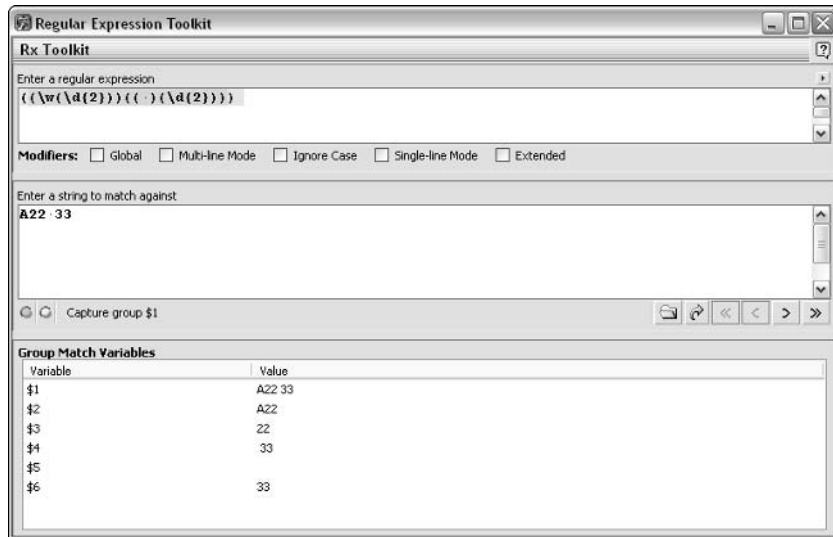 Regular Expression Toolkit
Rx Toolkit
Enter a regular expression
((\w(\d{2}))(( ·)(\d{2})))
Modifiers: Global Multi-line Mode Ignore Case Single-line Mode Extended
Enter a string to match against
A22·33
Capture group $1
Group Match Variables
Variable Value
$1 A22 33
$2 A22
$3 22
$4 33
$5
$6 33